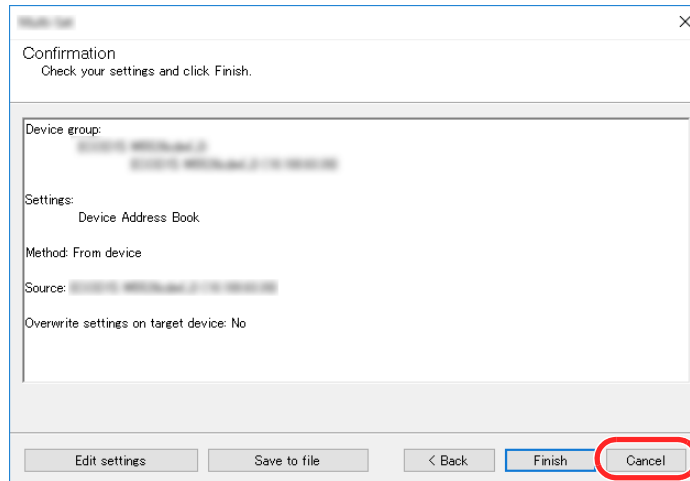 Confirmation
Check your settings and click Finish.
Device group:
Settings:
Device Address Book
Method: From device
Source:
Overwrite settings on target device: No
Edit settings Save to file < Back Finish Cancel